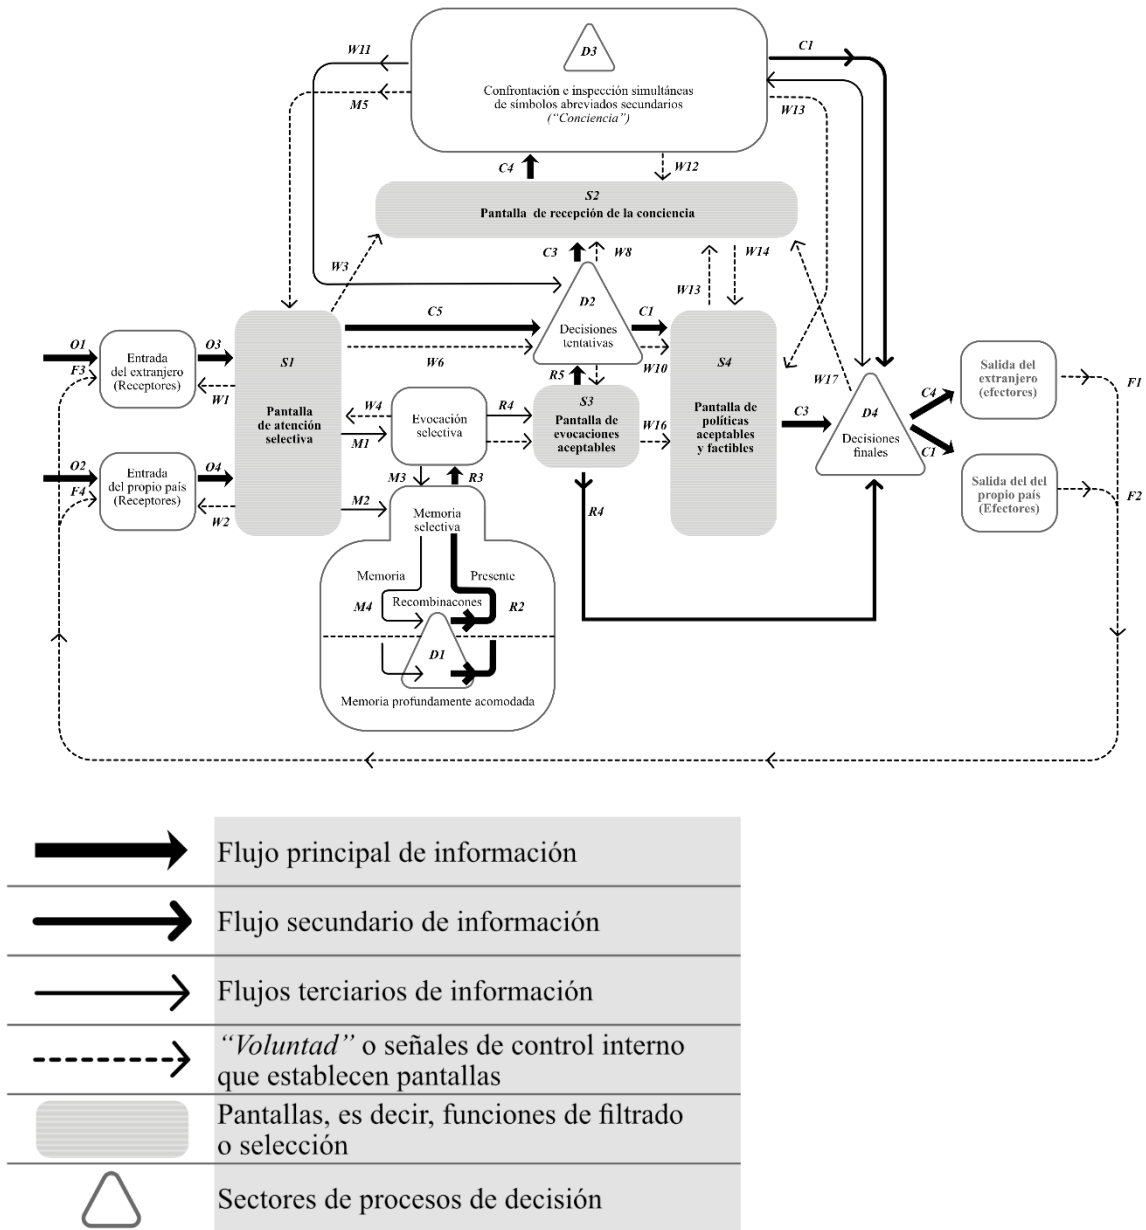 W11
D3
C1
Confrontación e inspección simultáneas
de símbolos abreviados secundarios
(“Conciencia”)
M5
W13
C4
W12
S2
Pantalla de recepción de la conciencia
W3
C3
W8
W13
W14
D2
Decisiones
tentativas
C5
C1
W6
W10
R5
O1
F3
Entrada
del extranjero
(Receptores)
O3
W1
S1
Pantalla
de atención
selectiva
S4
Pantalla de
políticas
aceptables
y factibles
W17
D4
Decisiones
finales
C3
C4
C1
Salida del
extranjero
(efectores)
F1
W4
M1
Evocación
selectiva
R4
S3
Pantalla de
evocaciones
aceptables
W16
O2
F4
Entrada
del propio país
(Receptores)
O4
W2
M2
M3
R3
Memoria
selectiva
R4
Salida del del
propio país
(Efectores)
F2
Memoria
Presente
Recombinacones
M4
R2
D1
Memoria profundamente acomodada
Flujo principal de información
Flujo secundario de información
Flujos terciarios de información
“Voluntad” o señales de control interno
que establecen pantallas
Pantallas, es decir, funciones de filtrado
o selección
Sectores de procesos de decisión